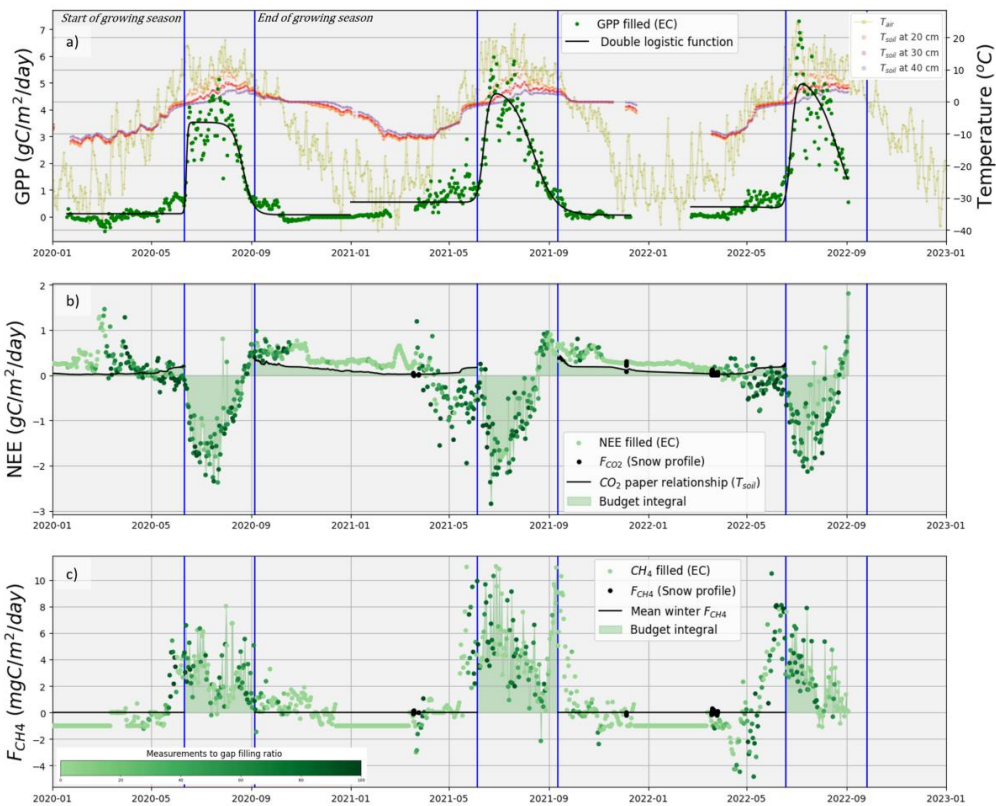 Start of growing season
End of growing season
a)
GPP filled (EC)
Double logistic function
T_air
T_soil at 20 cm
T_soil at 30 cm
T_soil at 40 cm
GPP (gC/m²/day)
7
6
5
4
3
2
1
0
Temperature (°C)
20
10
0
−10
−20
−30
−40
2020-01 2020-05 2020-09 2021-01 2021-05 2021-09 2022-01 2022-05 2022-09 2023-01
b)
NEE (gC/m²/day)
2
1
0
−1
−2
−3
NEE filled (EC)
F_CO2 (Snow profile)
CO₂ paper relationship (T_soil)
Budget integral
2020-01 2020-05 2020-09 2021-01 2021-05 2021-09 2022-01 2022-05 2022-09 2023-01
c)
F_CH4 (mgC/m²/day)
10
8
6
4
2
0
−2
−4
CH₄ filled (EC)
F_CH4 (Snow profile)
Mean winter F_CH4
Budget integral
Measurements to gap filling ratio
0 20 40 60 80 100
2020-01 2020-05 2020-09 2021-01 2021-05 2021-09 2022-01 2022-05 2022-09 2023-01